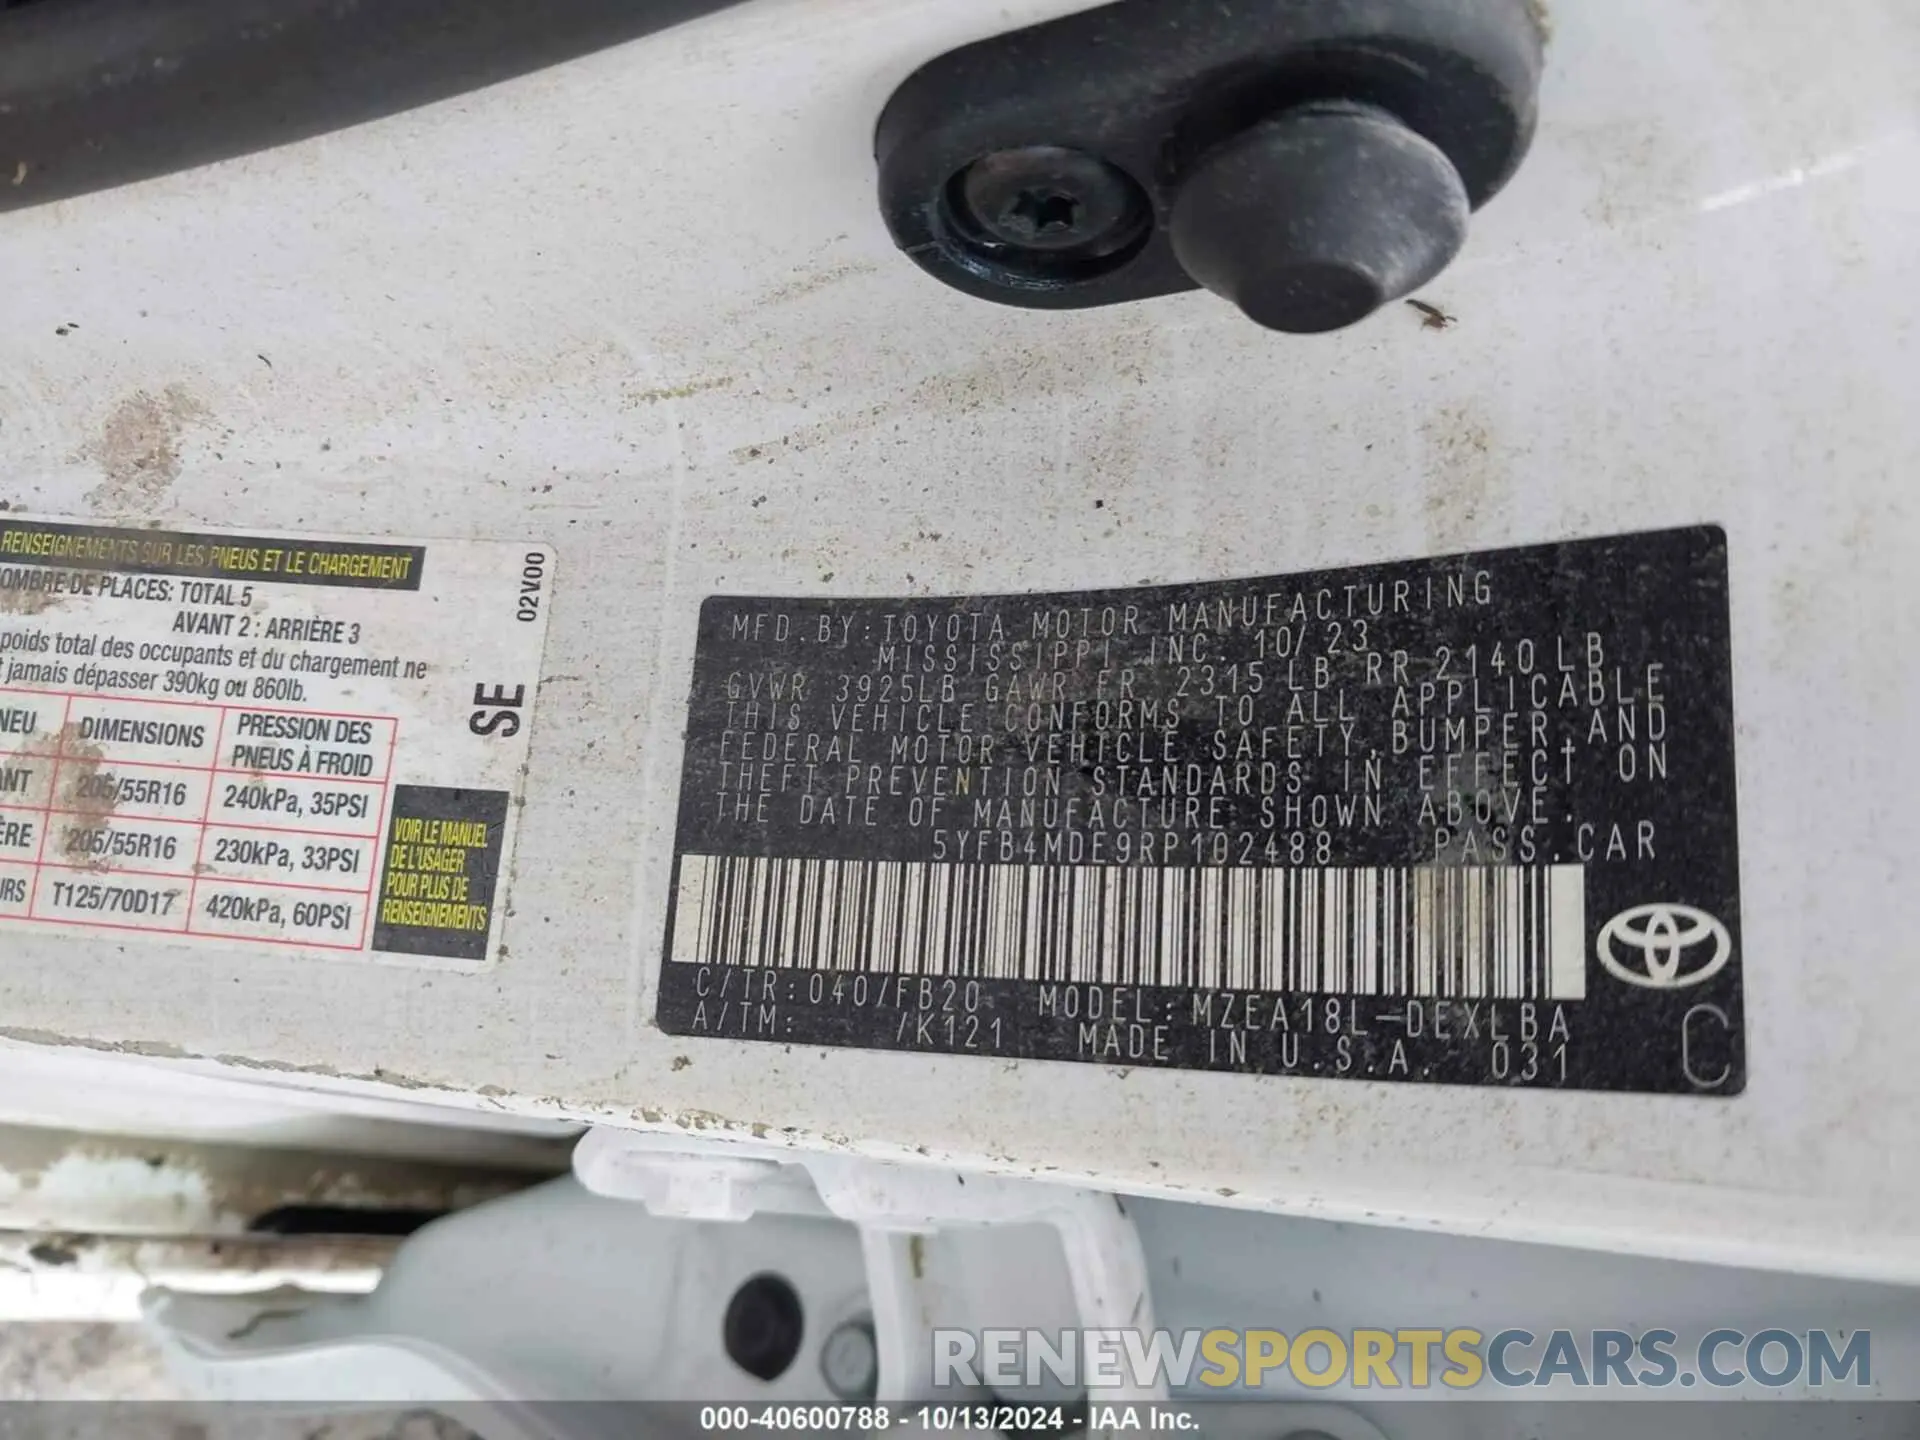 RENSEIGNEMENTS SUR LES PNEUS ET LE CHARGEMENT
OMBRE DE PLACES: TOTAL 5
AVANT 2 : ARRIÈRE 3
poids total des occupants et du chargement ne
t jamais dépasser 390kg ou 860lb.
NEU DIMENSIONS PRESSION DES PNEUS À FROID
ANT 205/55R16 240kPa, 35PSI
ÈRE 205/55R16 230kPa, 33PSI
URS T125/70D17 420kPa, 60PSI
02V00
SE
VOIR LE MANUEL
DE L'USAGER
POUR PLUS DE
RENSEIGNEMENTS
MFD. BY: TOYOTA MOTOR MANUFACTURING
MISSISSIPPI, INC. 10/23
GVWR 3925LB GAWR FR 2315 LB RR 2140 LB
THIS VEHICLE CONFORMS TO ALL APPLICABLE
FEDERAL MOTOR VEHICLE SAFETY, BUMPER, AND
THEFT PREVENTION STANDARDS IN EFFECT ON
THE DATE OF MANUFACTURE SHOWN ABOVE.
5YFB4MDE9RP102488 PASS. CAR
C/TR: 040/FB20 MODEL: MZEA18L-DEXLBA
A/TM: /K121 MADE IN U.S.A. 031
C
RENEWSPORTSCARS.COM
000-40600788 - 10/13/2024 - IAA Inc.